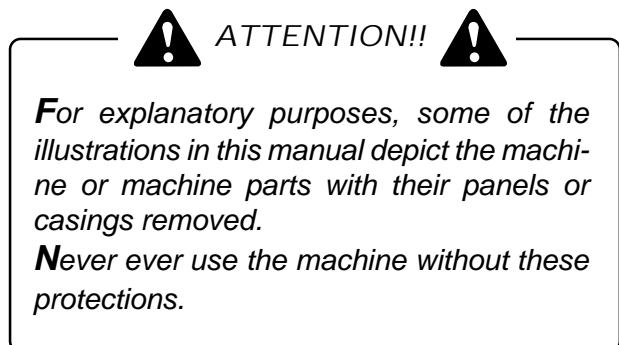 ATTENTION!!
For explanatory purposes, some of the
illustrations in this manual depict the machi-
ne or machine parts with their panels or
casings removed.
Never ever use the machine without these
protections.